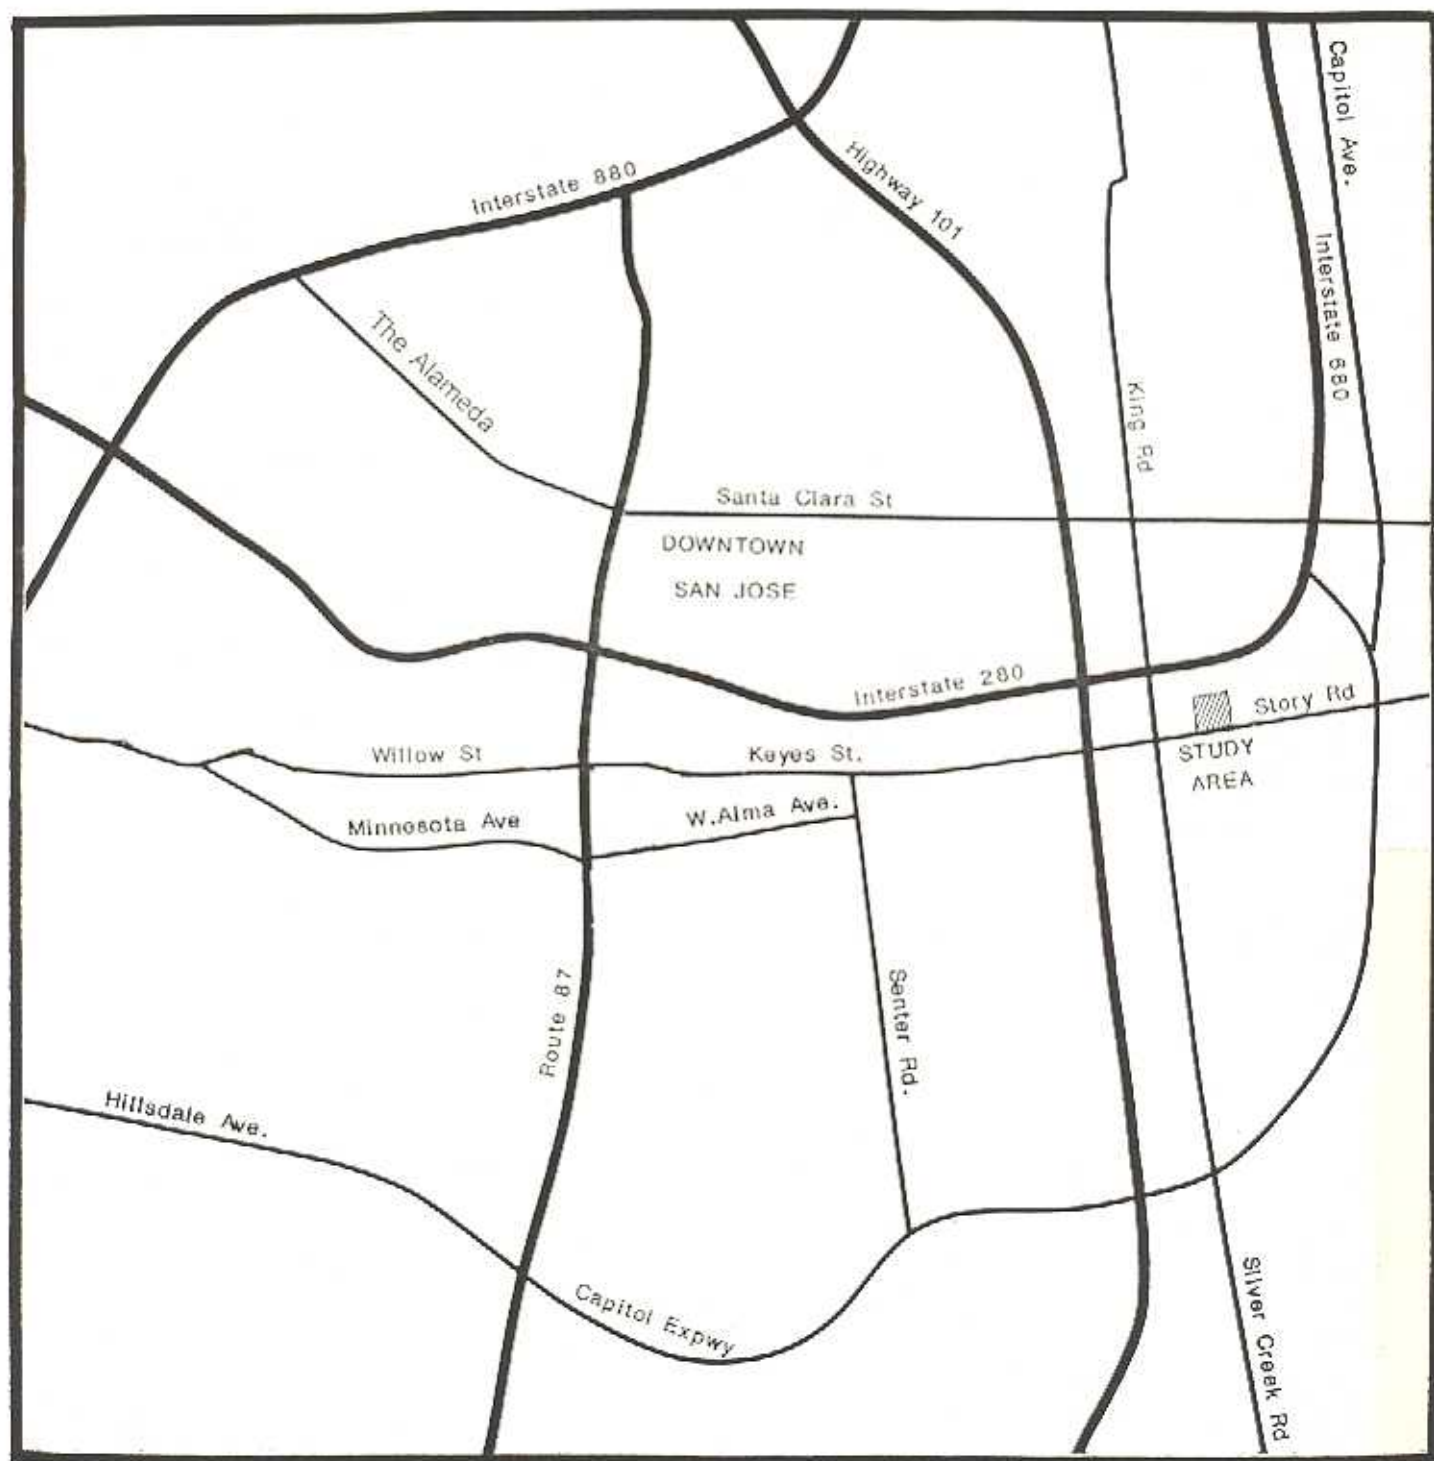 Capitol Ave.
Interstate 880
Highway 101
Interstate 680
The Alameda
King Rd
Santa Clara St
DOWNTOWN
SAN JOSE
Interstate 280
Story Rd
STUDY
AREA
Willow St
Keyes St.
W.Alma Ave.
Minnesota Ave
Route 87
Senter Rd.
Hillsdale Ave.
Capitol Expwy
Silver Creek Rd